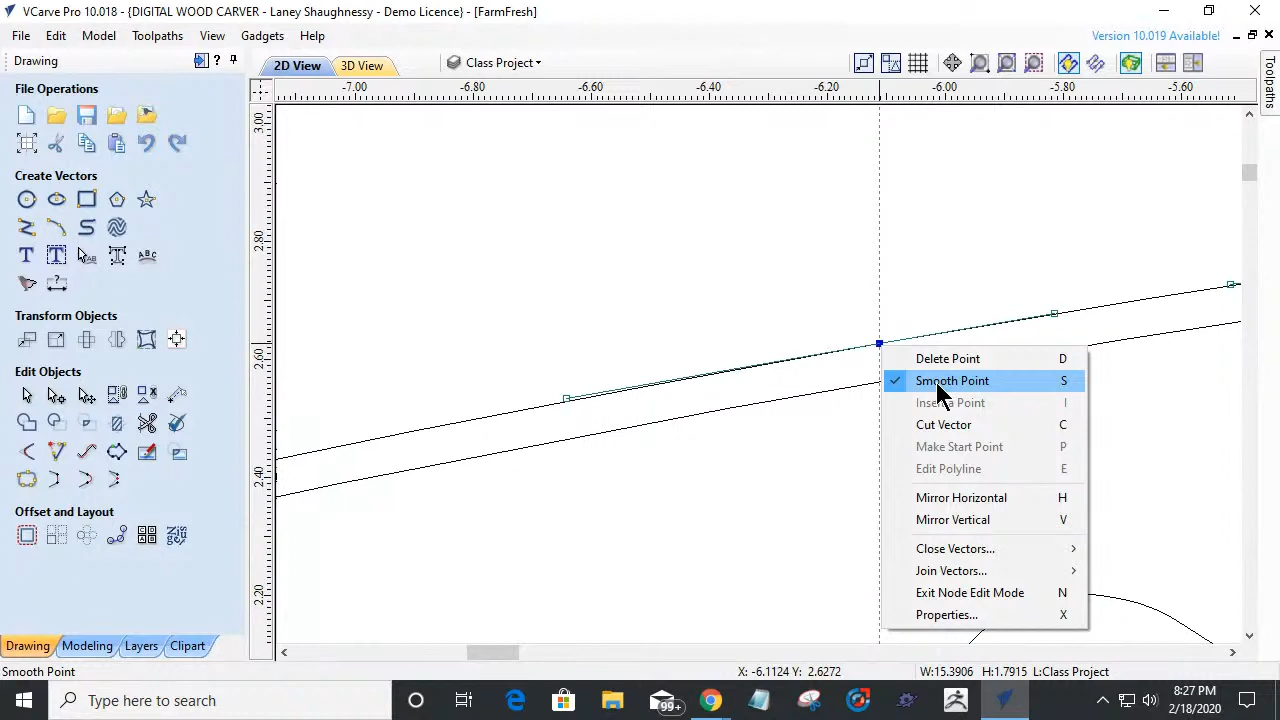 VCarve Pro 10.018 - {DIGITAL WOOD CARVER - Laney Shaughnessy - Demo Licence} - [FarmFresh]
File Edit Model Toolpaths View Gadgets Help
Version 10.019 Available!
Drawing
File Operations
Create Vectors
Transform Objects
Edit Objects
Offset and Layout
Drawing Modeling Layers Clipart
2D View 3D View Class Project
-7.00 -6.80 -6.60 -6.40 -6.20 -6.00 -5.80 -5.60
3.00
2.80
2.60
2.40
2.20
Toolpaths
Delete Point D
Smooth Point S
Insert a Point I
Cut Vector C
Make Start Point P
Edit Polyline E
Mirror Horizontal H
Mirror Vertical V
Close Vectors...
Join Vectors...
Exit Node Edit Mode N
Properties... X
Smooth Point
X: -6.1124 Y: 2.6272
W:15.3906 H:1.7915 L:Class Project
Type here to search
99+
8:27 PM
2/18/2020